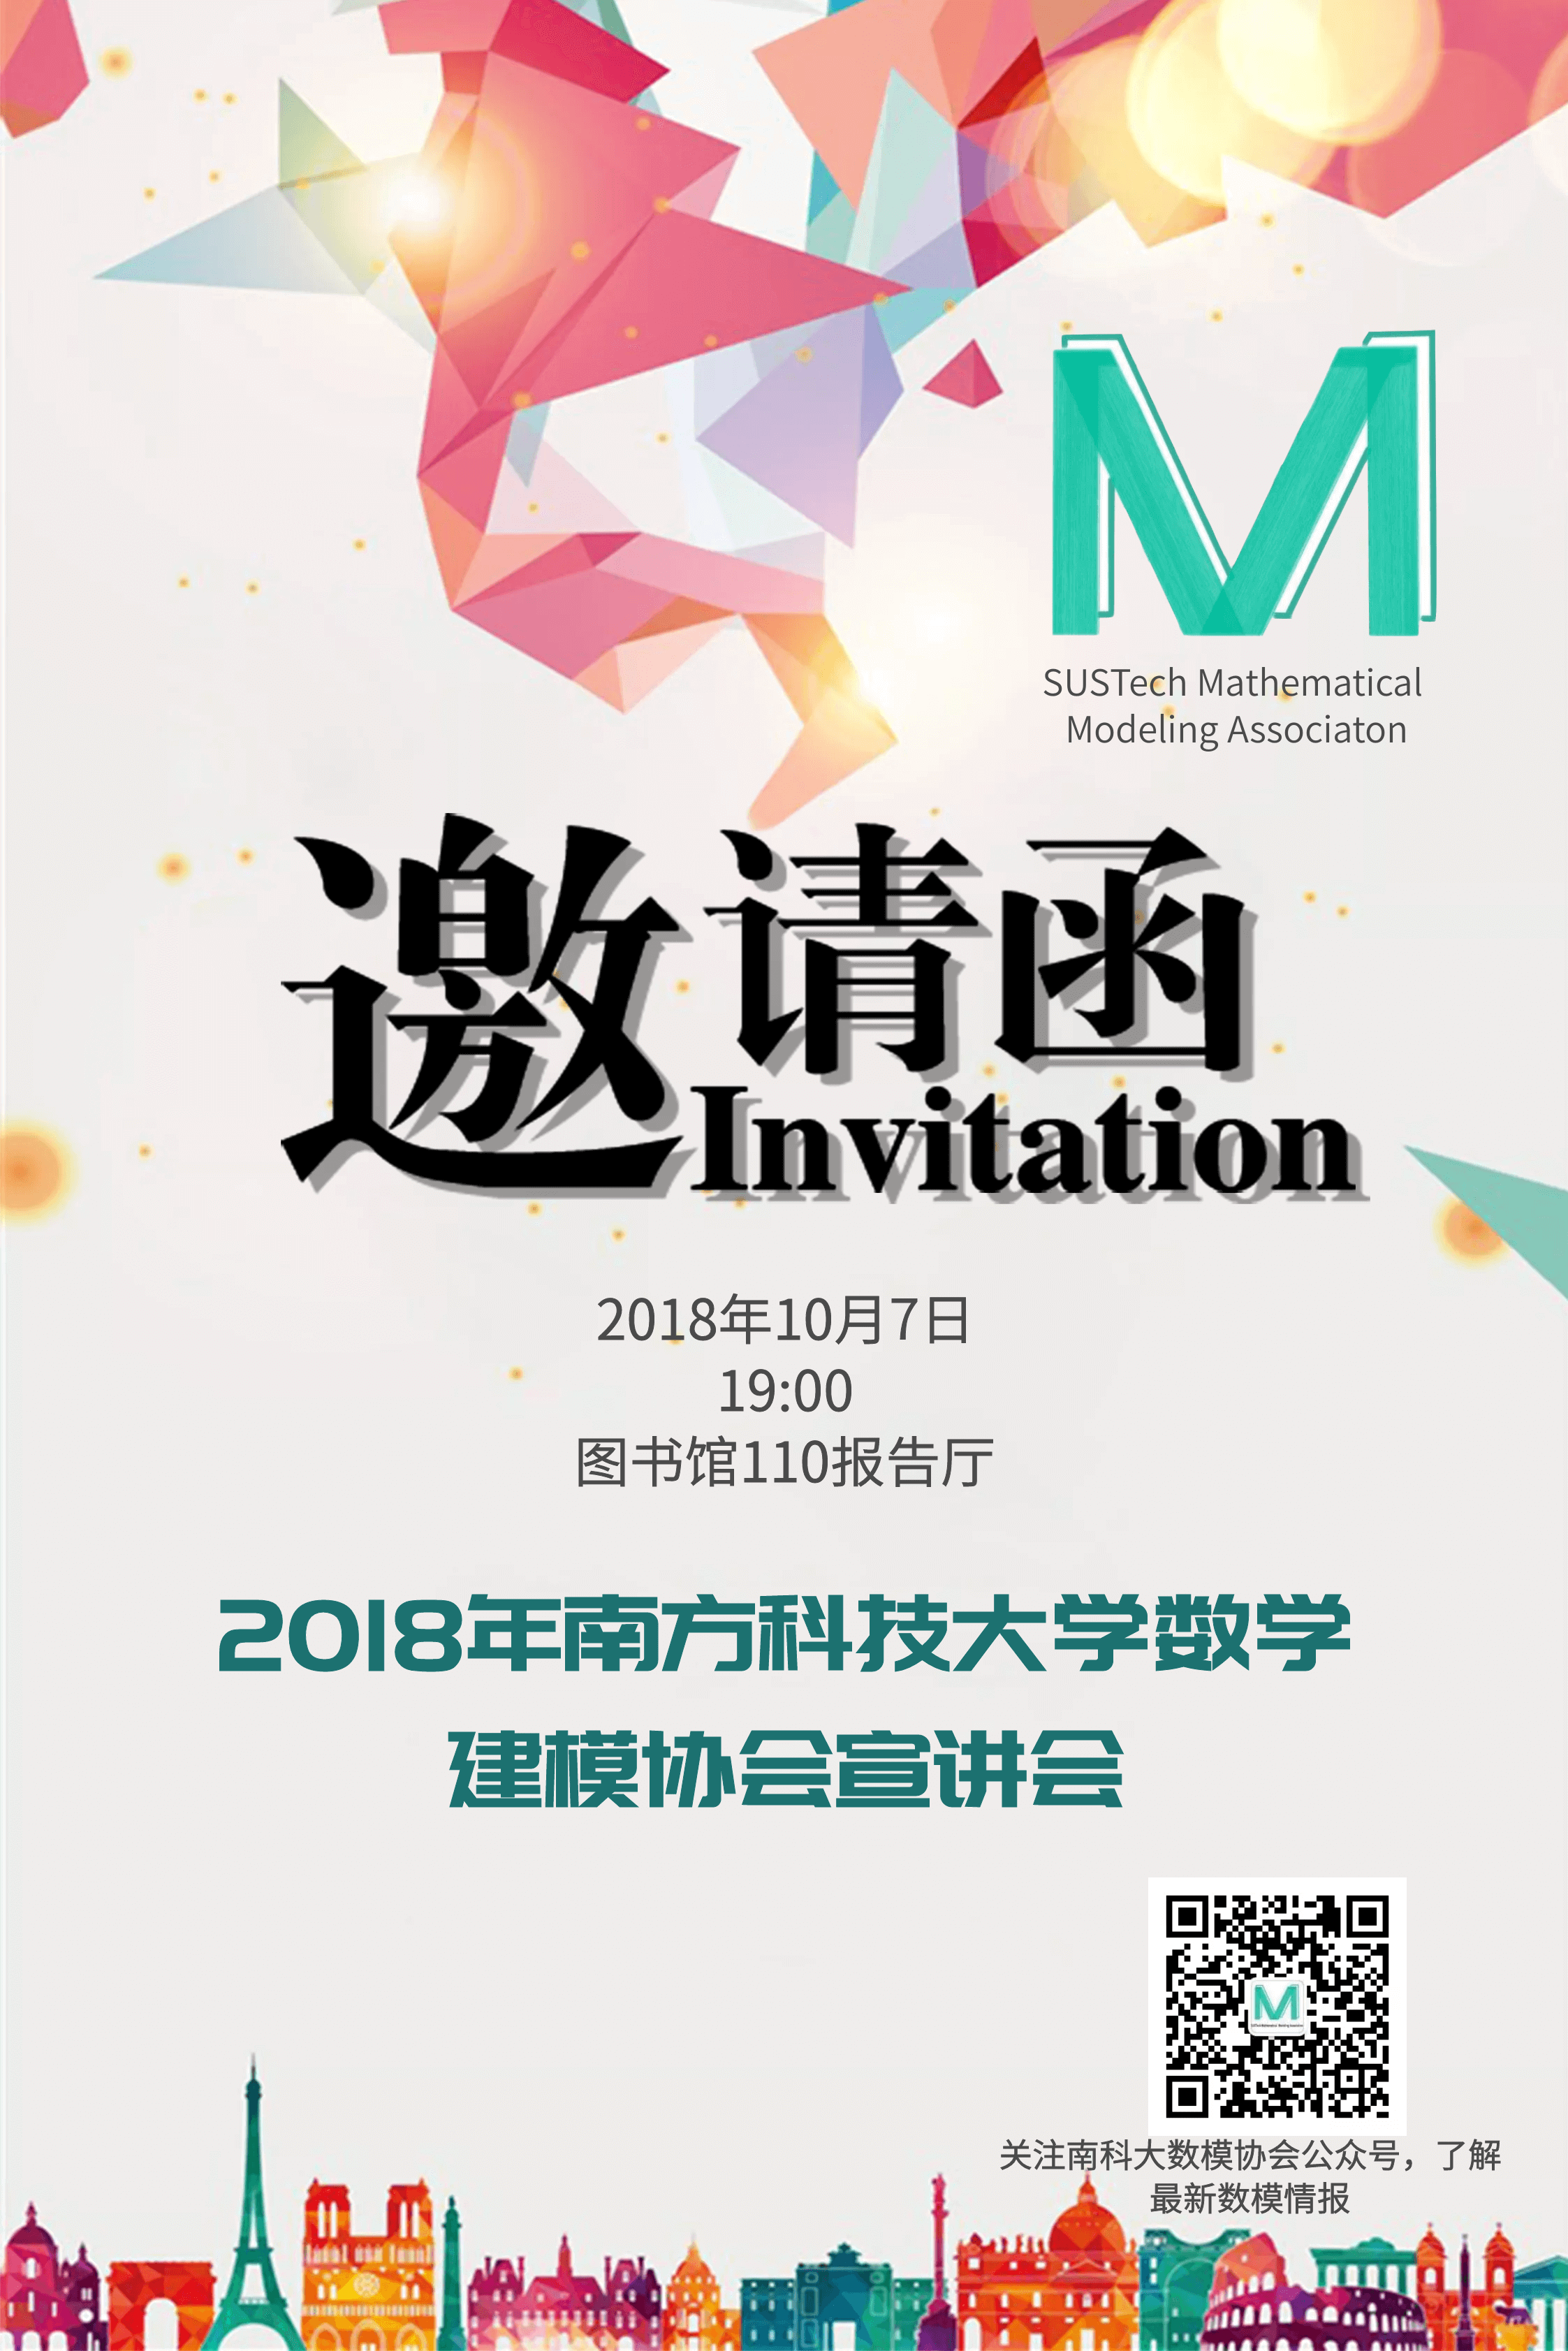 SUSTech Mathematical
Modeling Associaton
邀请函
Invitation
2018年10月7日
19:00
图书馆110报告厅
2018年南方科技大学数学
建模协会宣讲会
关注南科大数模协会公众号，了解
最新数模情报